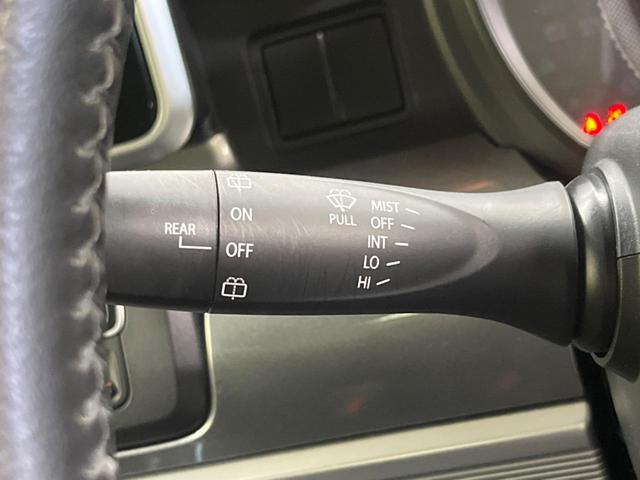 REAR
ON
OFF
PULL
MIST
OFF
INT
LO
HI